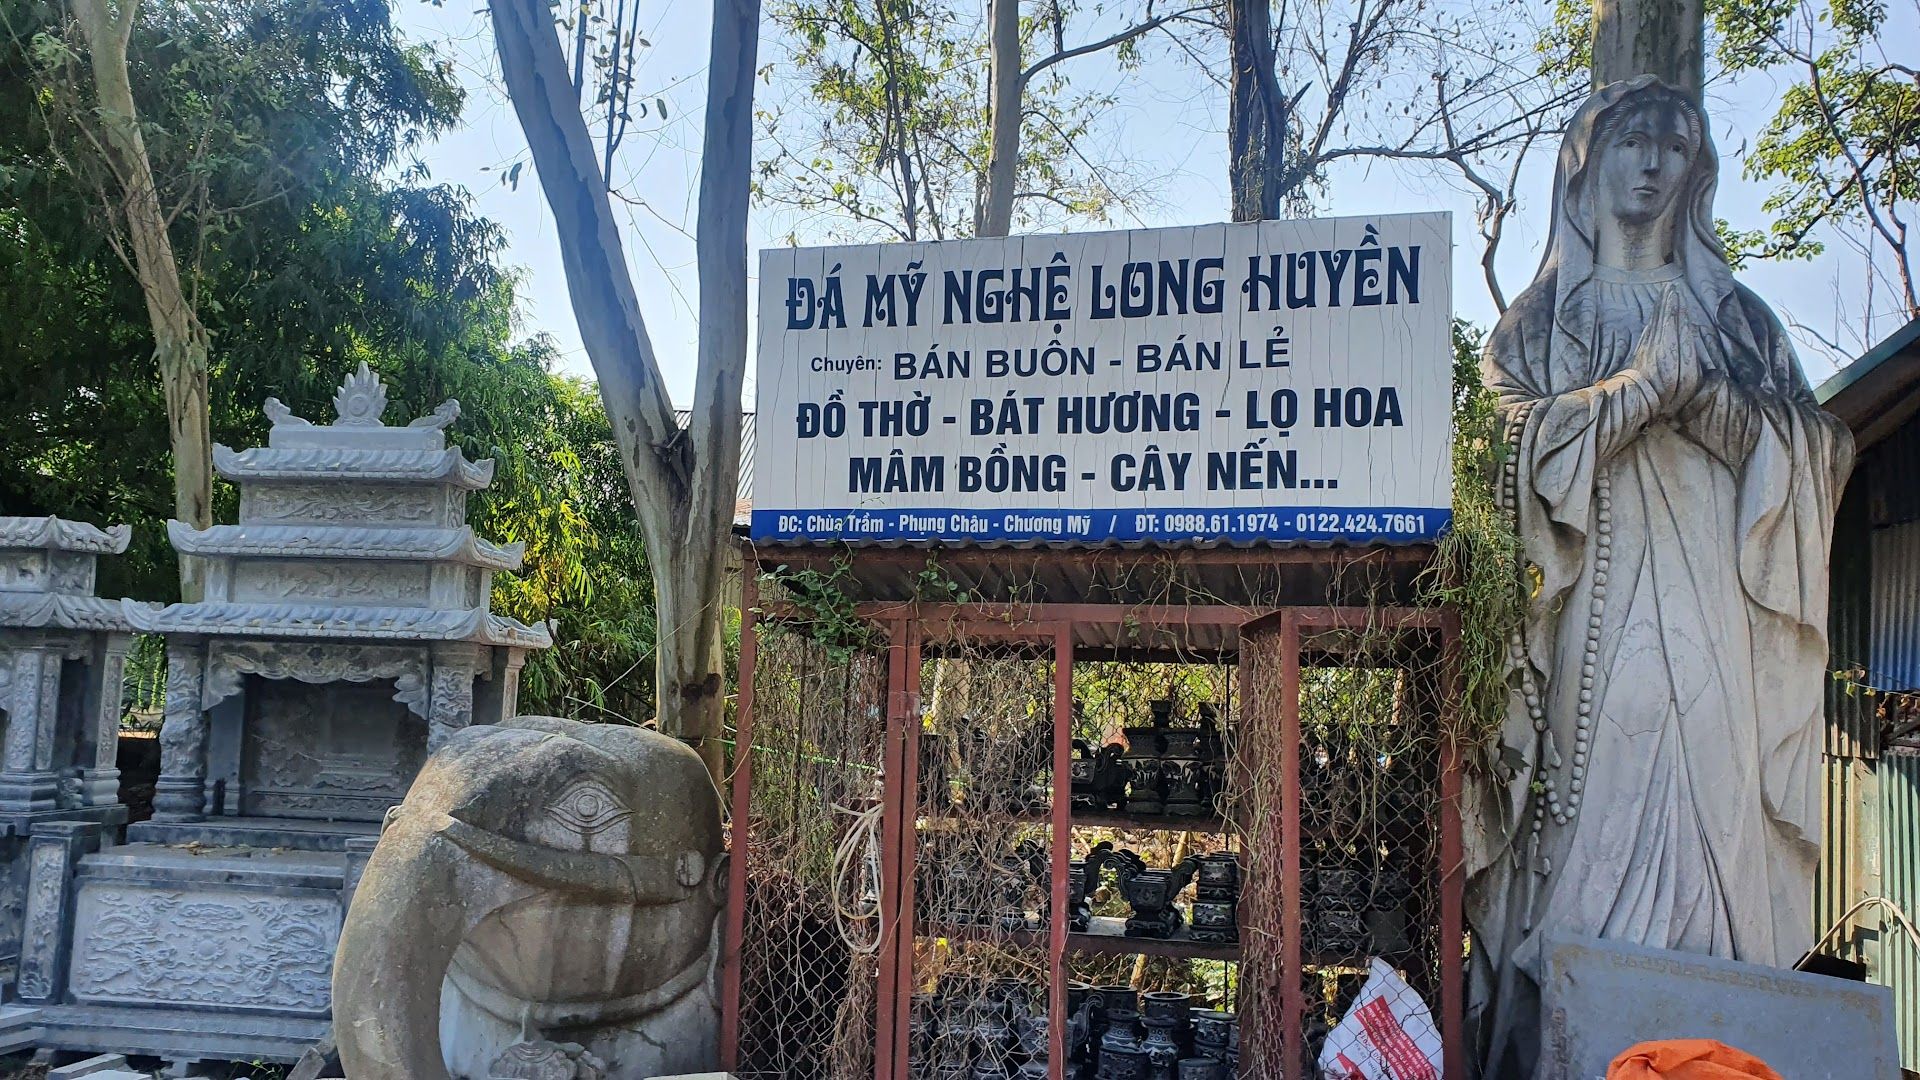 ĐÁ MỸ NGHỆ LONG HUYỀN
Chuyên: BÁN BUÔN - BÁN LẺ
ĐỒ THỜ - BÁT HƯƠNG - LỌ HOA
MÂM BỒNG - CÂY NẾN...
ĐC: Chùa Trầm - Phụng Châu - Chương Mỹ / ĐT: 0988.61.1974 - 0122.424.7661